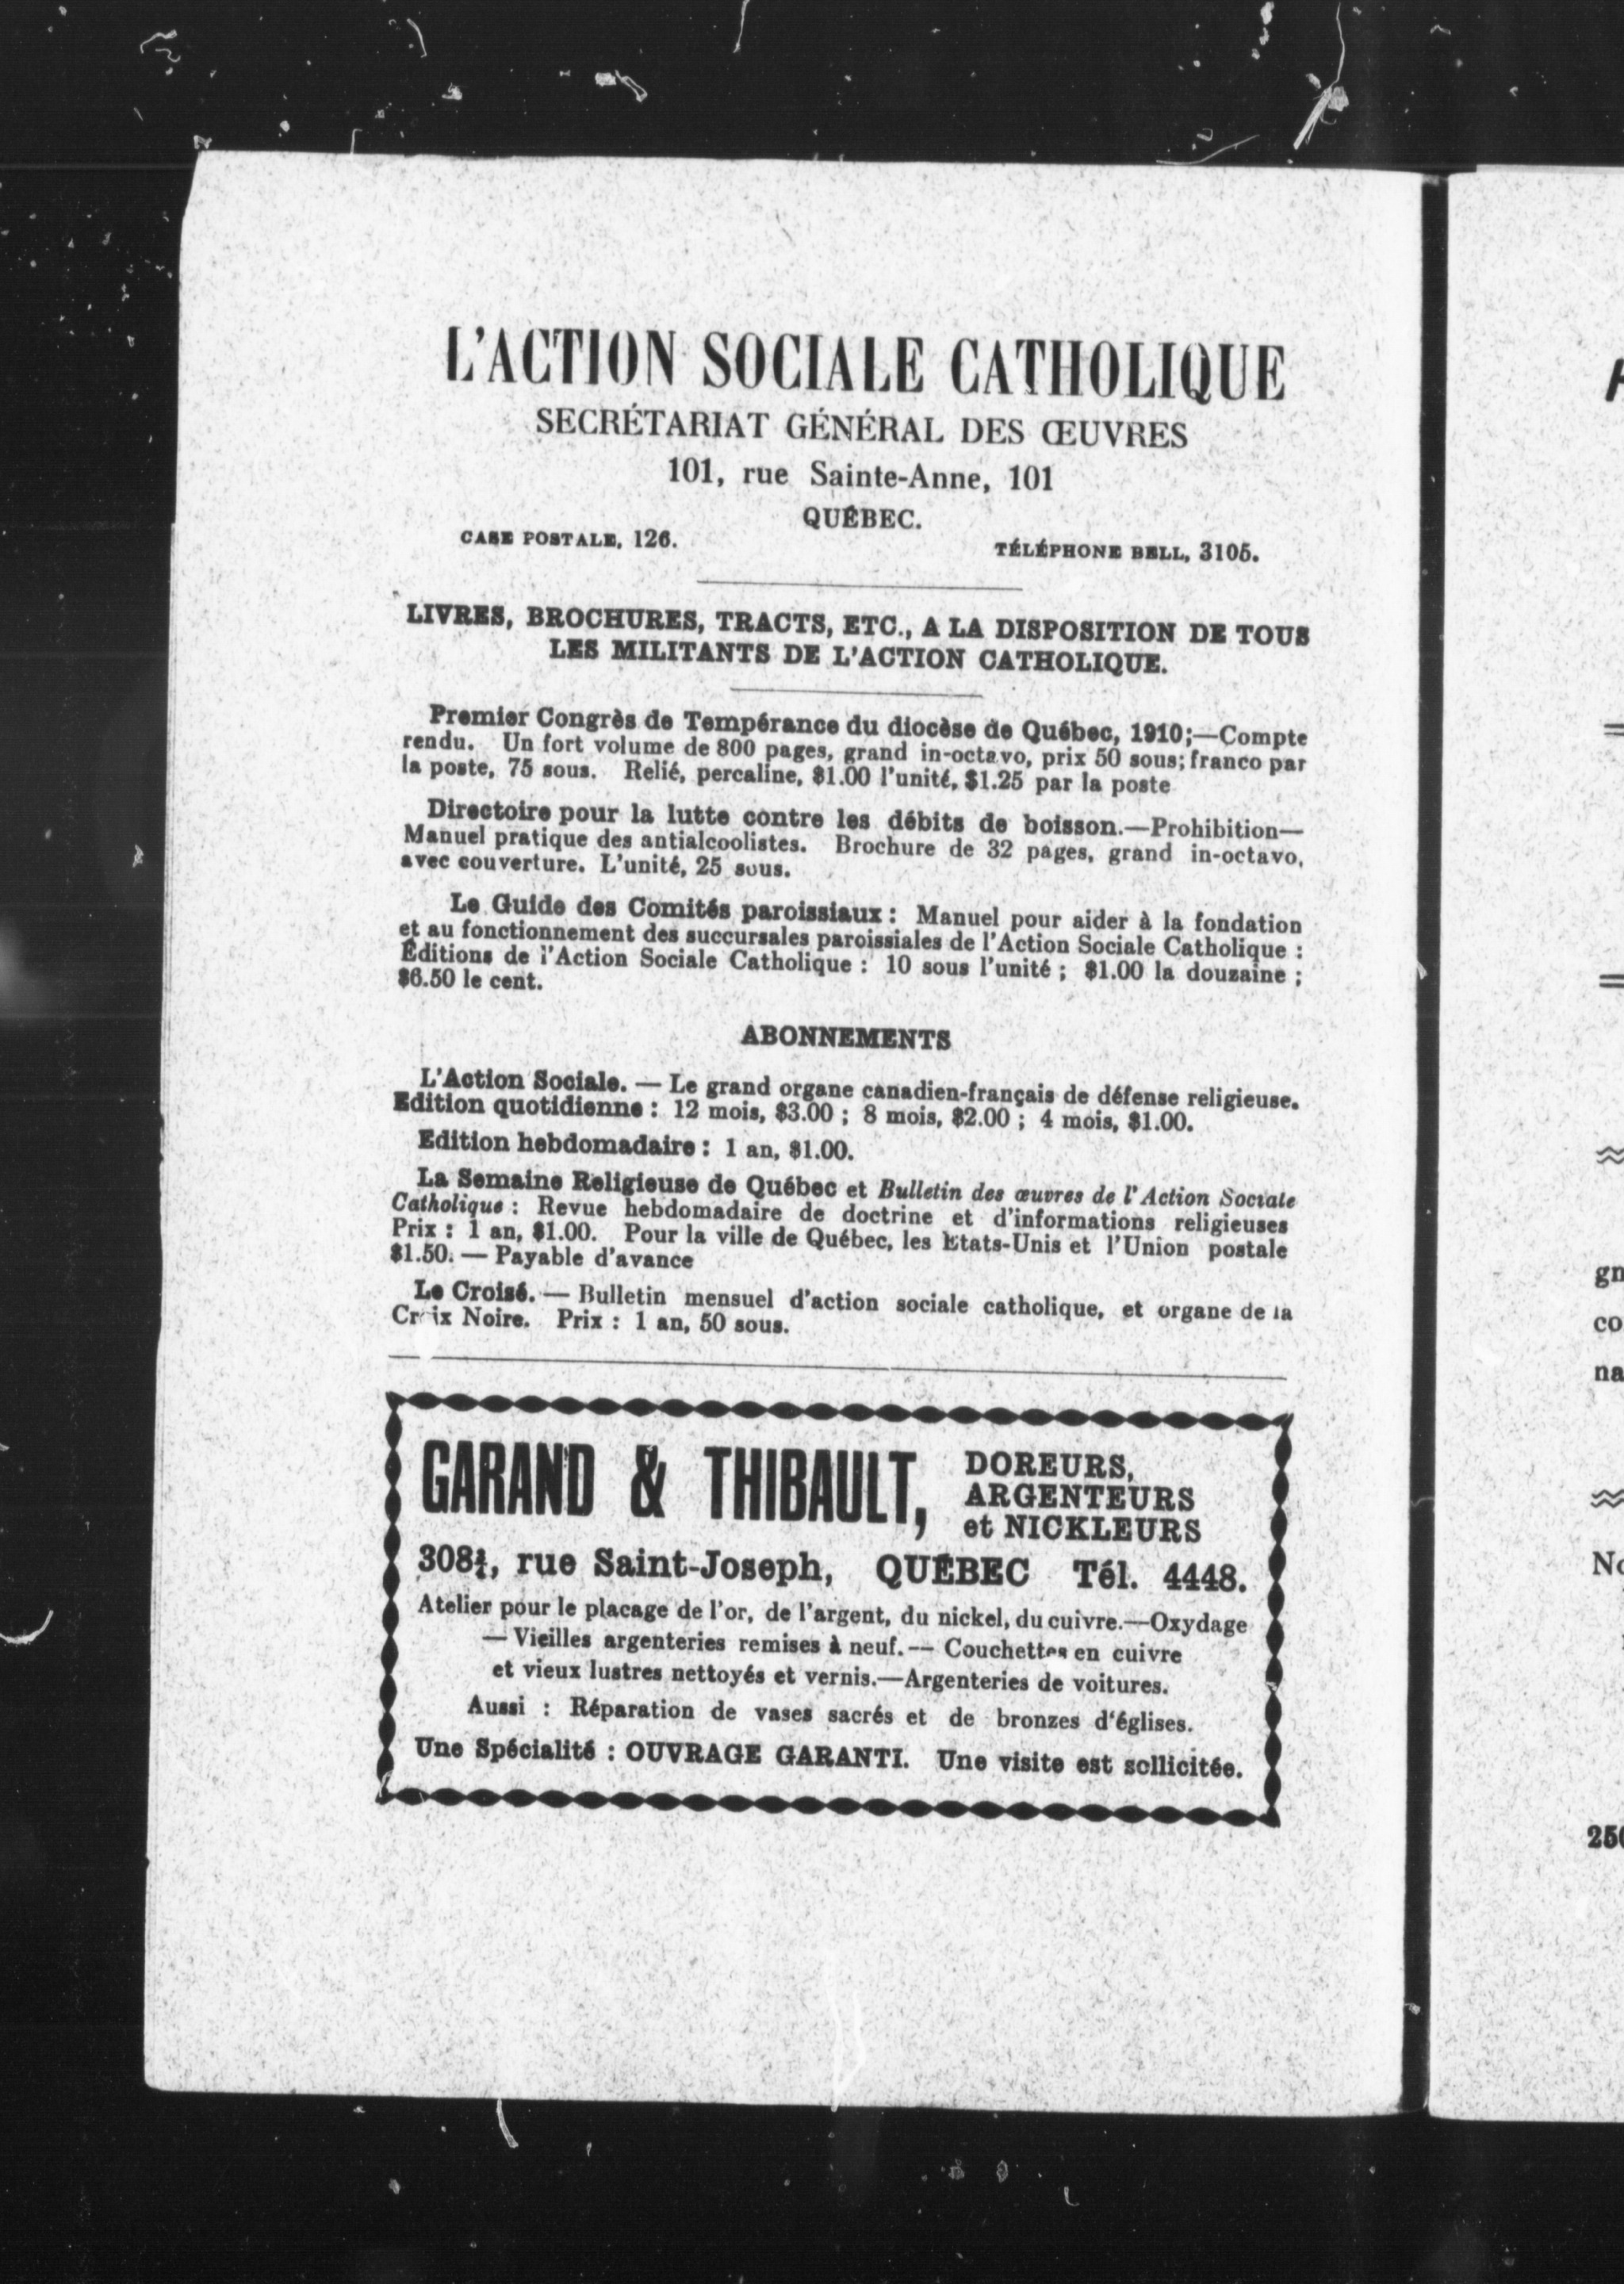 L'ACTION SOCIALE CATHOLIQUE
SECRÉTARIAT GÉNÉRAL DES ŒUVRES
101, rue Sainte-Anne, 101
QUÉBEC.
CASE POSTALE, 126.
TÉLÉPHONE BELL, 3105.
LIVRES, BROCHURES, TRACTS, ETC., A LA DISPOSITION DE TOUS
LES MILITANTS DE L'ACTION CATHOLIQUE.
Premier Congrès de Tempérance du diocèse de Québec, 1910;—Compte
rendu. Un fort volume de 800 pages, grand in-octavo, prix 50 sous; franco par
la poste, 75 sous. Relié, percaline, $1.00 l'unité, $1.25 par la poste
Directoire pour la lutte contre les débits de boisson.—Prohibition—
Manuel pratique des antialcoolistes. Brochure de 32 pages, grand in-octavo,
avec couverture. L'unité, 25 sous.
Le Guide des Comités paroissiaux : Manuel pour aider à la fondation
et au fonctionnement des succursales paroissiales de l'Action Sociale Catholique :
Éditions de l'Action Sociale Catholique : 10 sous l'unité ; $1.00 la douzaine ;
$6.50 le cent.
ABONNEMENTS
L'Action Sociale. — Le grand organe canadien-français de défense religieuse.
Edition quotidienne : 12 mois, $3.00 ; 8 mois, $2.00 ; 4 mois, $1.00.
Edition hebdomadaire : 1 an, $1.00.
La Semaine Religieuse de Québec et Bulletin des œuvres de l'Action Sociale
Catholique : Revue hebdomadaire de doctrine et d'informations religieuses
Prix : 1 an, $1.00. Pour la ville de Québec, les Etats-Unis et l'Union postale
$1.50. — Payable d'avance
Le Croisé. — Bulletin mensuel d'action sociale catholique, et organe de la
Croix Noire. Prix : 1 an, 50 sous.
GARAND & THIBAULT,
DOREURS,
ARGENTEURS
et NICKLEURS
rue Saint-Joseph, QUÉBEC Tél. 4448.
Atelier pour le placage de l'or, de l'argent, du nickel, du cuivre.—Oxydage
— Vieilles argenteries remises à neuf. — Couchettes en cuivre
et vieux lustres nettoyés et vernis.—Argenteries de voitures.
Aussi : Réparation de vases sacrés et de bronzes d'églises.
Une Spécialité : OUVRAGE GARANTI. Une visite est sollicitée.
gn
co
na